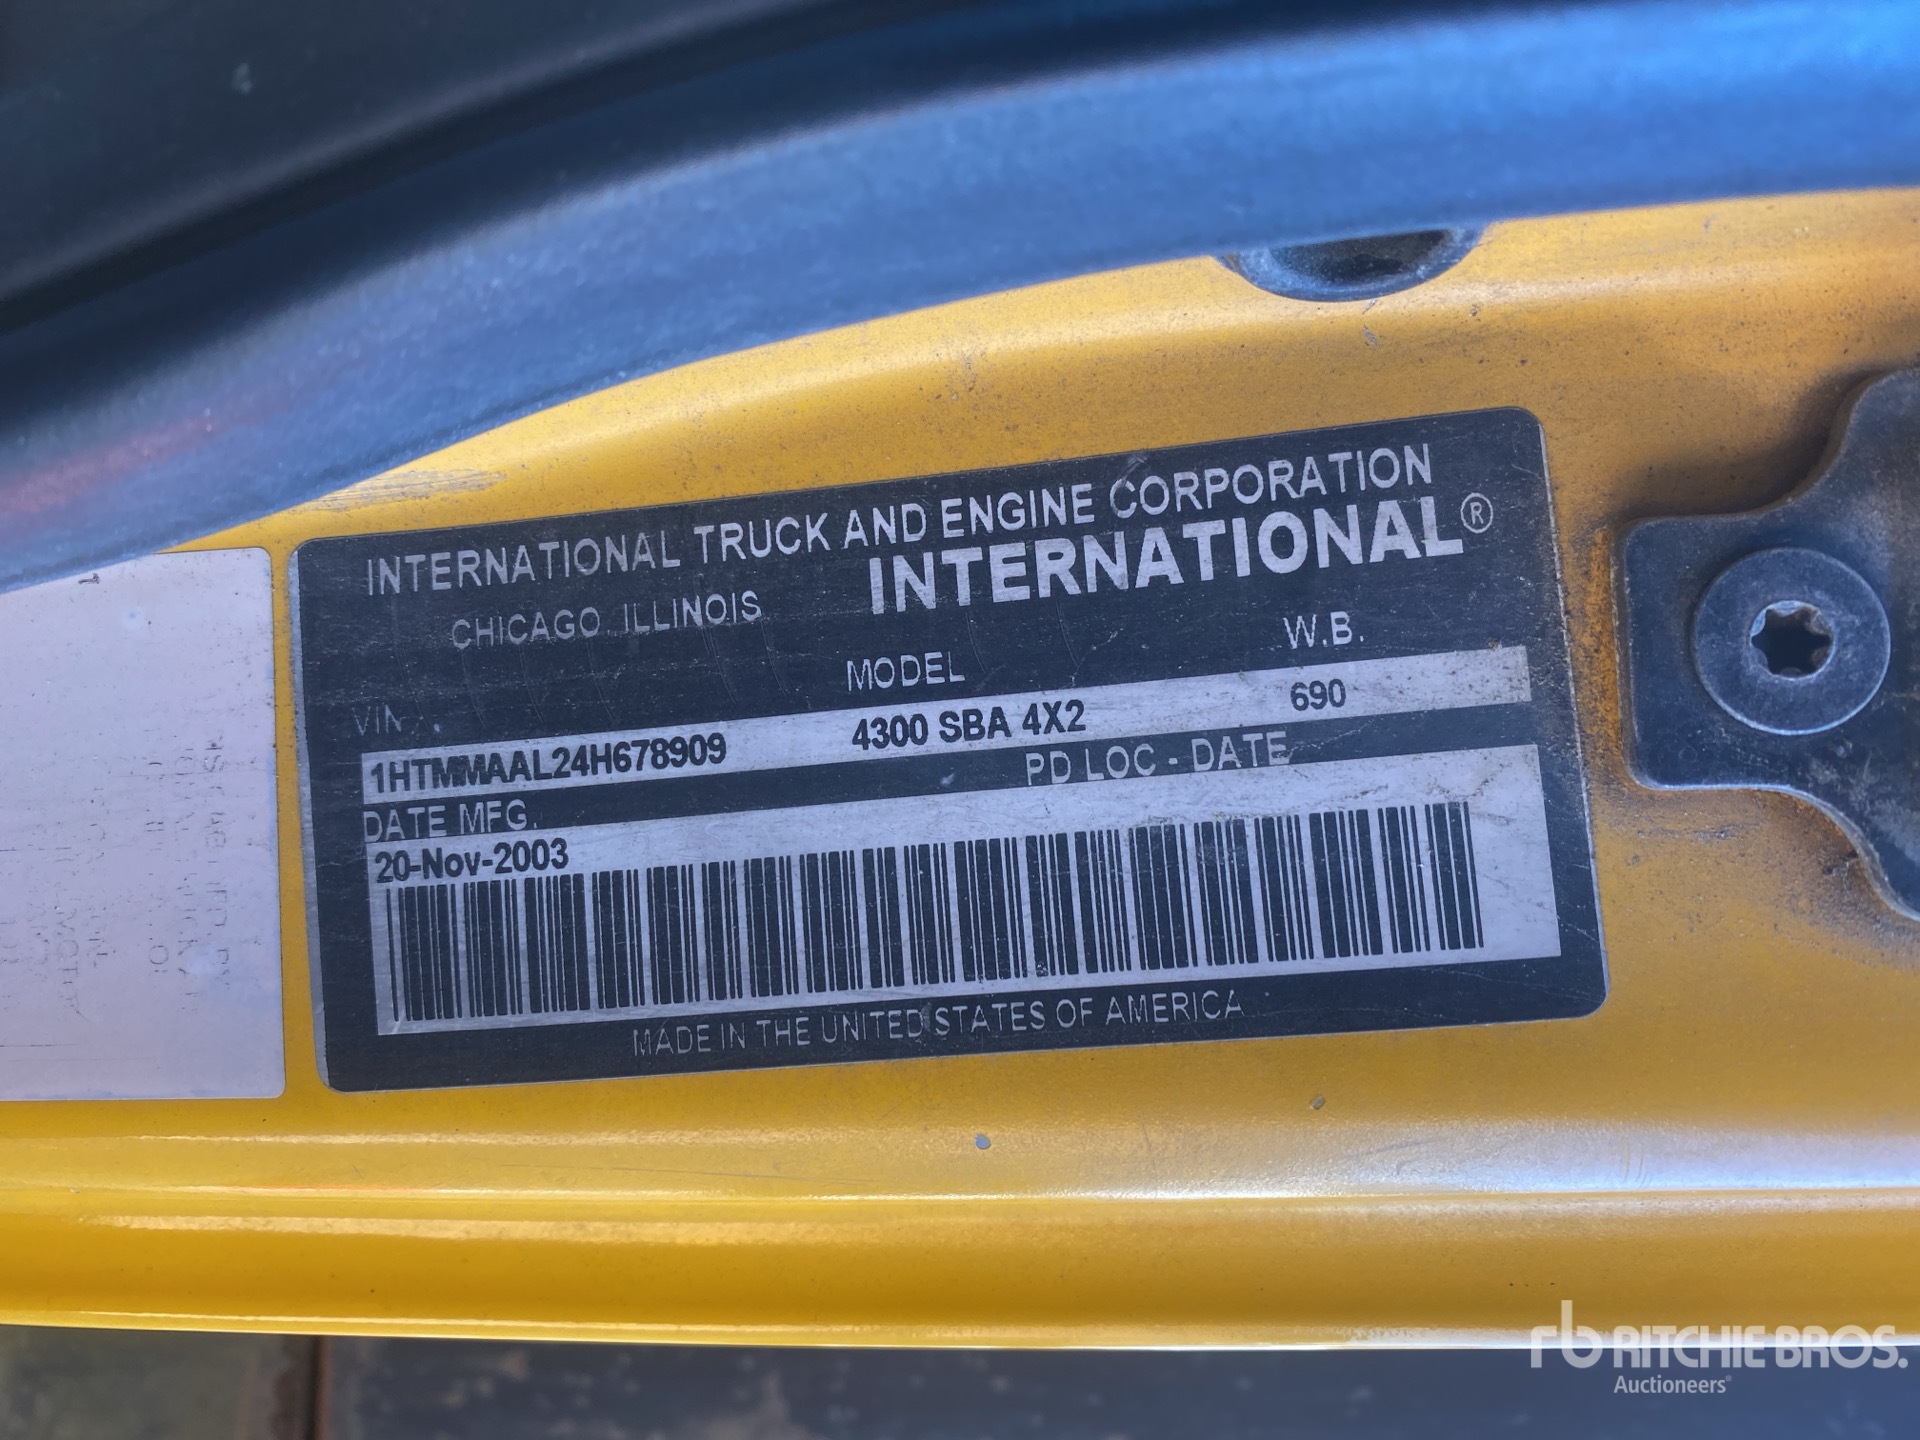 INTERNATIONAL TRUCK AND ENGINE CORPORATION
CHICAGO ILLINOIS INTERNATIONAL®
VIN MODEL W.B.
1HTMMAAL24H678909 4300 SBA 4X2 690
DATE MFG. PD LOC - DATE
20-Nov-2003
MADE IN THE UNITED STATES OF AMERICA
rb RITCHIE BROS.
Auctioneers